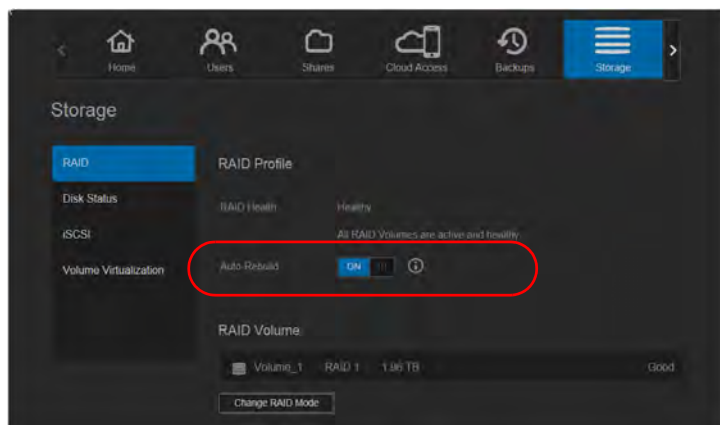 Home Users Shares Cloud Access Backups Storage
Storage
RAID
RAID Profile
Disk Status
RAID Health Healthy
iSCSI
All RAID Volumes are active and healthy.
Volume Virtualization
Auto-Rebuild ON
RAID Volume
Volume_1 RAID 1 1.96 TB Good
Change RAID Mode